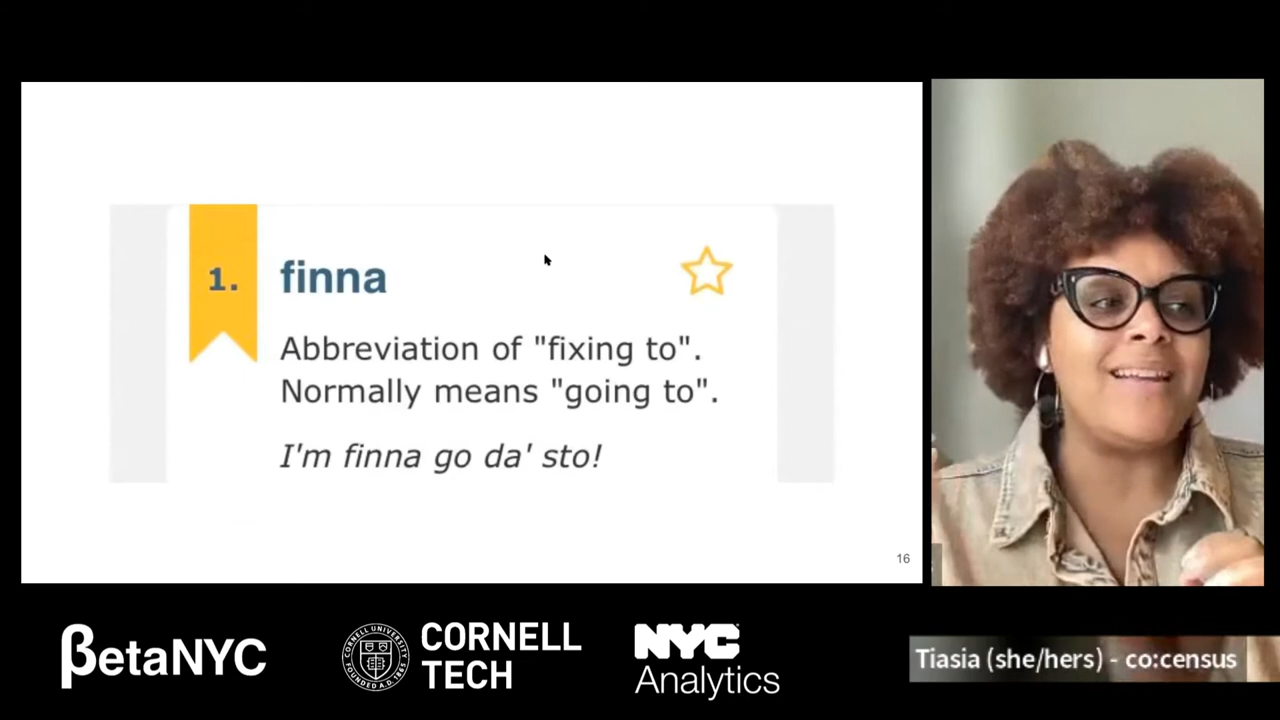 1. finna
Abbreviation of "fixing to".
Normally means "going to".
I'm finna go da' sto!
16
βetaNYC
CORNELL
TECH
NYC
Analytics
Tiasia (she/hers) - co:census